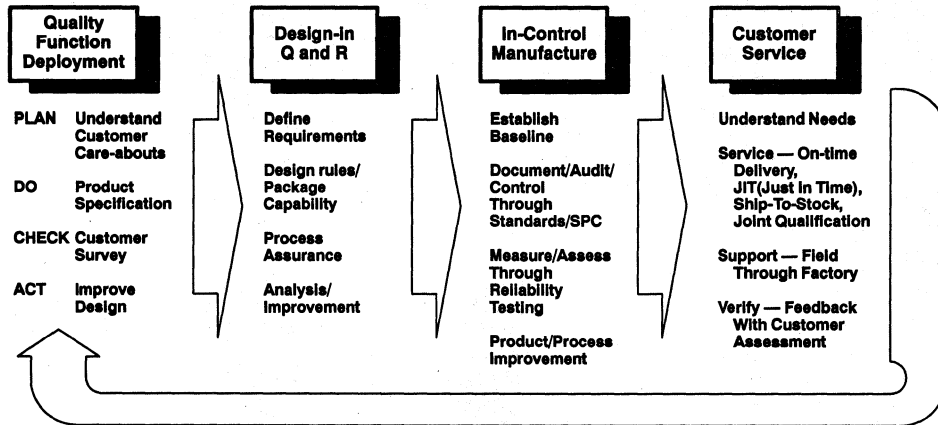 Quality
Function
Deployment
PLAN Understand
Customer
Care-abouts
DO Product
Specification
CHECK Customer
Survey
ACT Improve
Design
Design-in
Q and R
Define
Requirements
Design rules/
Package
Capability
Process
Assurance
Analysis/
Improvement
In-Control
Manufacture
Establish
Baseline
Document/Audit/
Control
Through
Standards/SPC
Measure/Assess
Through
Reliability
Testing
Product/Process
Improvement
Customer
Service
Understand Needs
Service — On-time
Delivery,
JIT(Just in Time),
Ship-To-Stock,
Joint Qualification
Support — Field
Through Factory
Verify — Feedback
With Customer
Assessment